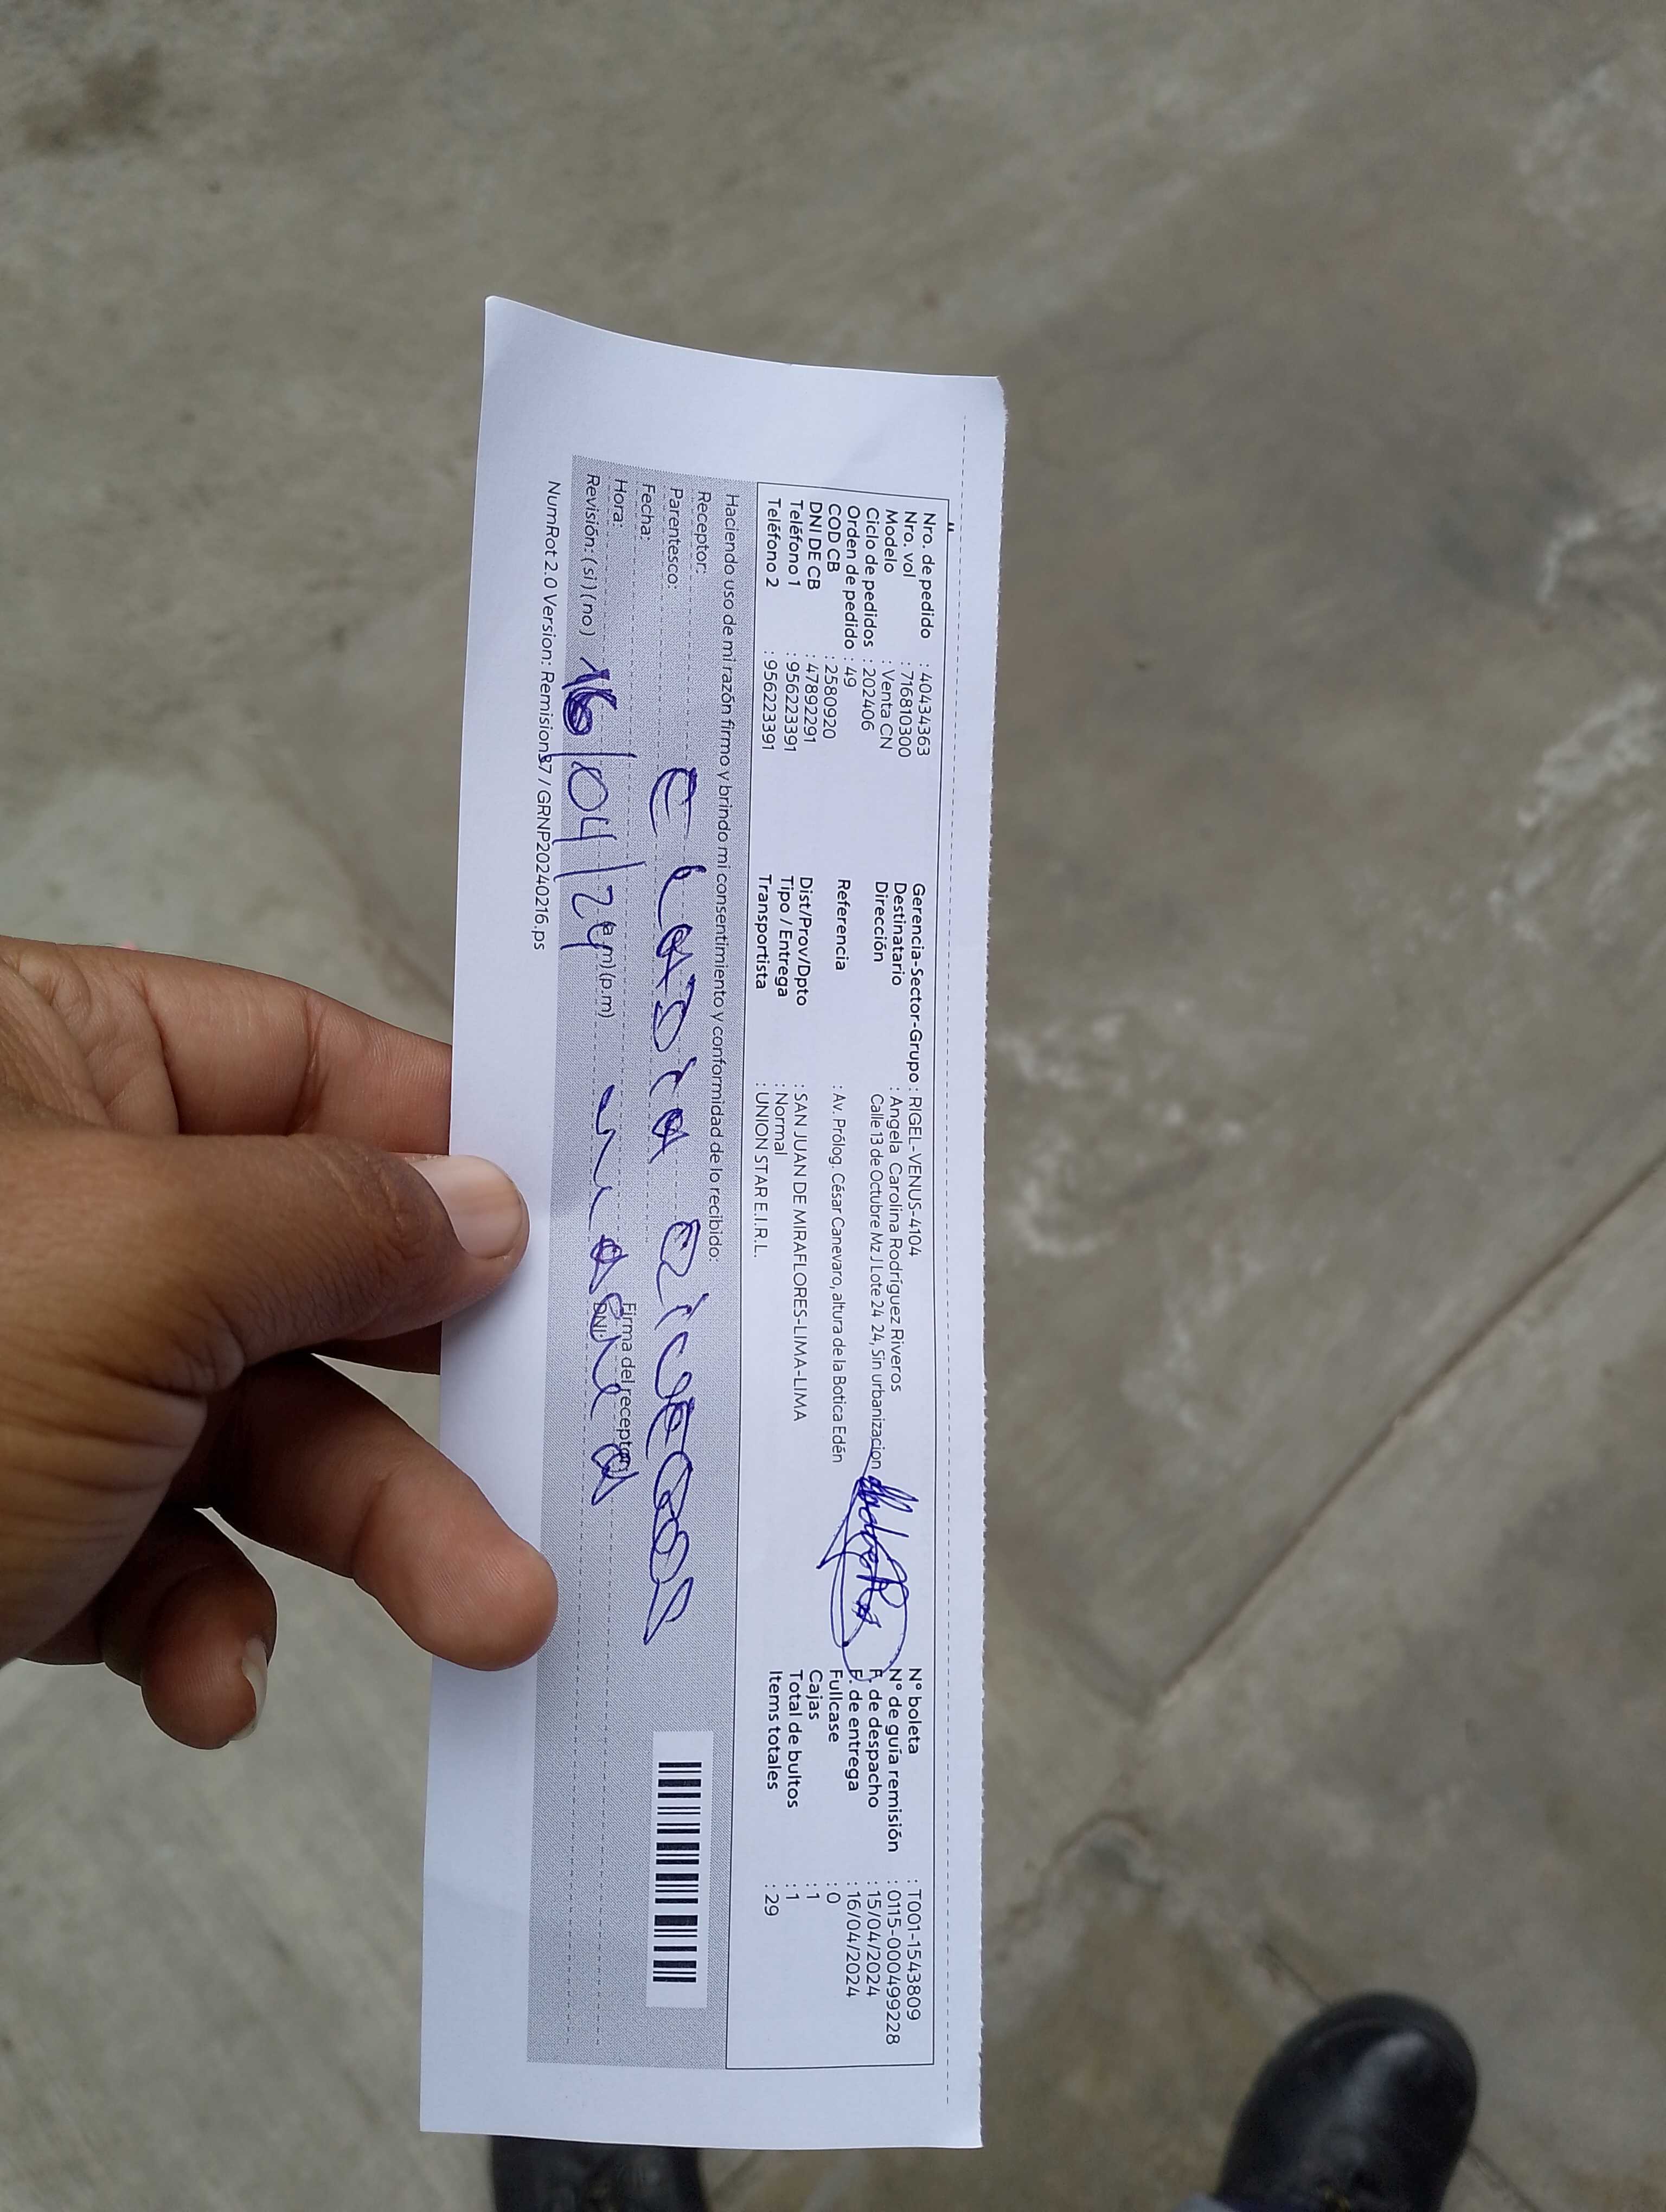 Nro. de pedido : 40434363
Nro. vol : 716810300
Modelo : Venta CN
Ciclo de pedidos : 202406
Orden de pedido : 49
COD CB : 2580920
DNI DE CB : 47892291
Teléfono 1 : 956223391
Teléfono 2 : 956223391
Gerencia-Sector-Grupo : RIGEL-VENUS-4104
Destinatario : Angela Carolina Rodríguez Riveros
Dirección Calle 13 de Octubre Mz J Lote 24 24, Sin urbanizacion
Referencia : Av. Prólog. César Canevaro, altura de la Botica Edén
Dist/Prov/Dpto : SAN JUAN DE MIRAFLORES-LIMA-LIMA
Tipo / Entrega : Normal
Transportista : UNION STAR E.I.R.L.
N° boleta : T001-1543809
N° de guía remisión : 0115-000499228
F. de despacho : 15/04/2024
F. de entrega : 16/04/2024
Fullcase : 0
Cajas : 1
Total de bultos : 1
Items totales : 29
Haciendo uso de mi razón firmo y brindo mi consentimiento y conformidad de lo recibido:
Receptor:
Parentesco:
Fecha:
Hora: (a.m) (p.m) Firma del receptor
Revisión: (si) (no) 16/04/24 DNI:
NumRot 2.0 Version: Remision37 / GRNP20240216.ps